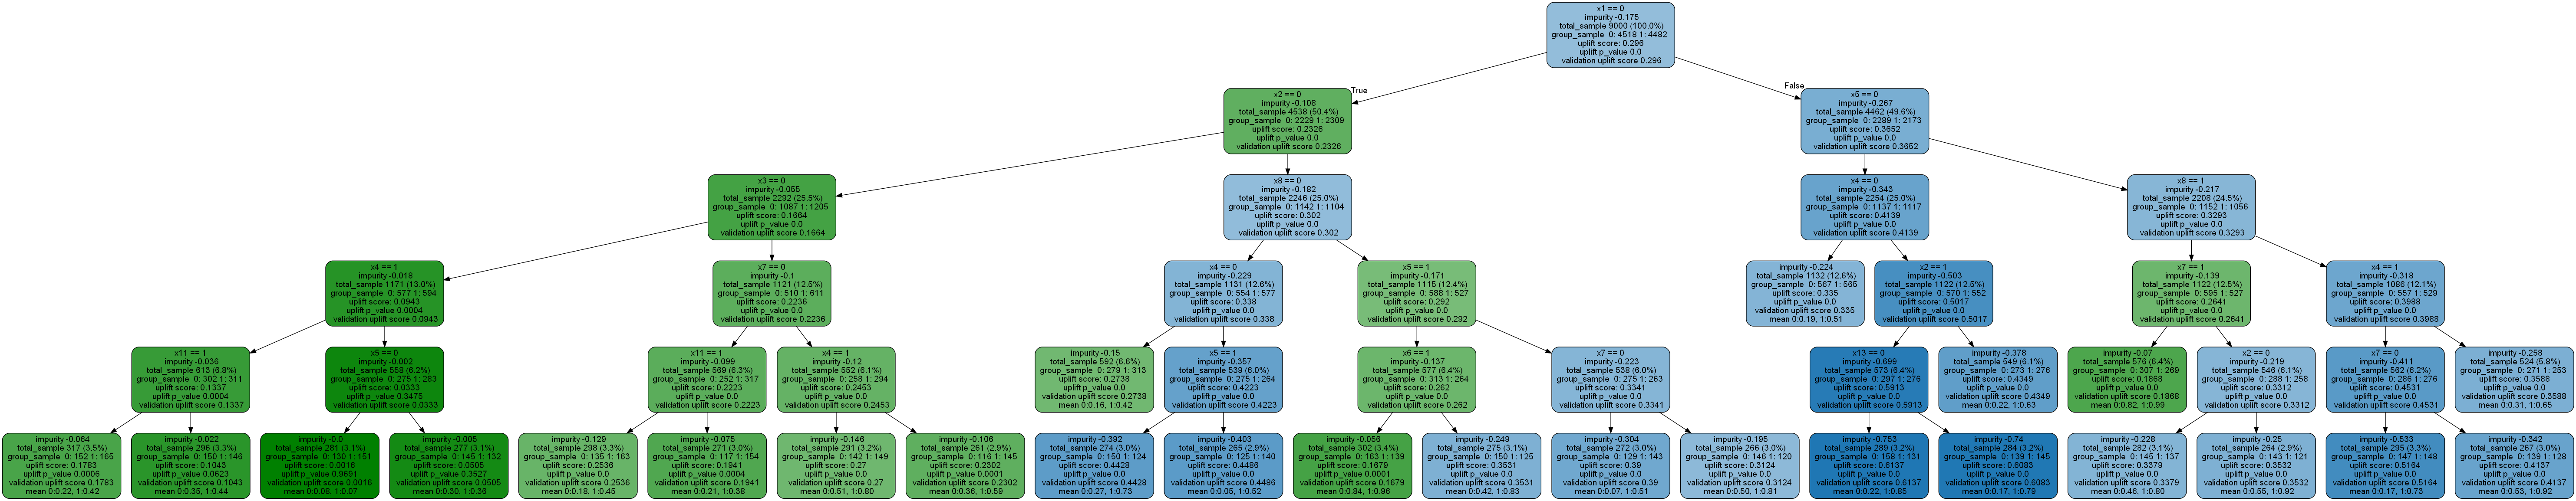 x1 == 0
impurity -0.175
total_sample 9000 (100.0%)
group_sample 0: 4518 1: 4482
uplift score: 0.296
uplift p_value 0.0
validation uplift score 0.296
True
False
x2 == 0
impurity -0.108
total_sample 4538 (50.4%)
group_sample 0: 2229 1: 2309
uplift score: 0.2326
uplift p_value 0.0
validation uplift score 0.2326
x5 == 0
impurity -0.267
total_sample 4462 (49.6%)
group_sample 0: 2289 1: 2173
uplift score: 0.3652
uplift p_value 0.0
validation uplift score 0.3652
x3 == 0
impurity -0.055
total_sample 2292 (25.5%)
group_sample 0: 1087 1: 1205
uplift score: 0.1664
uplift p_value 0.0
validation uplift score 0.1664
x8 == 0
impurity -0.182
total_sample 2246 (25.0%)
group_sample 0: 1142 1: 1104
uplift score: 0.302
uplift p_value 0.0
validation uplift score 0.302
x4 == 0
impurity -0.343
total_sample 2254 (25.0%)
group_sample 0: 1137 1: 1117
uplift score: 0.4139
uplift p_value 0.0
validation uplift score 0.4139
x8 == 1
impurity -0.217
total_sample 2208 (24.5%)
group_sample 0: 1152 1: 1056
uplift score: 0.3293
uplift p_value 0.0
validation uplift score 0.3293
x4 == 1
impurity -0.018
total_sample 1171 (13.0%)
group_sample 0: 577 1: 594
uplift score: 0.0943
uplift p_value 0.0004
validation uplift score 0.0943
x7 == 0
impurity -0.1
total_sample 1121 (12.5%)
group_sample 0: 510 1: 611
uplift score: 0.2236
uplift p_value 0.0
validation uplift score 0.2236
x4 == 0
impurity -0.229
total_sample 1131 (12.6%)
group_sample 0: 554 1: 577
uplift score: 0.338
uplift p_value 0.0
validation uplift score 0.338
x5 == 1
impurity -0.171
total_sample 1115 (12.4%)
group_sample 0: 588 1: 527
uplift score: 0.292
uplift p_value 0.0
validation uplift score 0.292
impurity -0.224
total_sample 1132 (12.6%)
group_sample 0: 567 1: 565
uplift score: 0.335
uplift p_value 0.0
validation uplift score 0.335
mean 0:0.19, 1:0.51
x2 == 1
impurity -0.503
total_sample 1122 (12.5%)
group_sample 0: 570 1: 552
uplift score: 0.5017
uplift p_value 0.0
validation uplift score 0.5017
x7 == 1
impurity -0.139
total_sample 1122 (12.5%)
group_sample 0: 595 1: 527
uplift score: 0.2641
uplift p_value 0.0
validation uplift score 0.2641
x4 == 1
impurity -0.318
total_sample 1086 (12.1%)
group_sample 0: 557 1: 529
uplift score: 0.3988
uplift p_value 0.0
validation uplift score 0.3988
x11 == 1
impurity -0.036
total_sample 613 (6.8%)
group_sample 0: 302 1: 311
uplift score: 0.1337
uplift p_value 0.0004
validation uplift score 0.1337
x5 == 0
impurity -0.002
total_sample 558 (6.2%)
group_sample 0: 275 1: 283
uplift score: 0.0333
uplift p_value 0.3475
validation uplift score 0.0333
x11 == 1
impurity -0.099
total_sample 569 (6.3%)
group_sample 0: 252 1: 317
uplift score: 0.2223
uplift p_value 0.0
validation uplift score 0.2223
x4 == 1
impurity -0.12
total_sample 552 (6.1%)
group_sample 0: 258 1: 294
uplift score: 0.2453
uplift p_value 0.0
validation uplift score 0.2453
impurity -0.15
total_sample 592 (6.6%)
group_sample 0: 279 1: 313
uplift score: 0.2738
uplift p_value 0.0
validation uplift score 0.2738
mean 0:0.16, 1:0.42
x5 == 1
impurity -0.357
total_sample 539 (6.0%)
group_sample 0: 275 1: 264
uplift score: 0.4223
uplift p_value 0.0
validation uplift score 0.4223
x6 == 1
impurity -0.137
total_sample 577 (6.4%)
group_sample 0: 313 1: 264
uplift score: 0.262
uplift p_value 0.0
validation uplift score 0.262
x7 == 0
impurity -0.223
total_sample 538 (6.0%)
group_sample 0: 275 1: 263
uplift score: 0.3341
uplift p_value 0.0
validation uplift score 0.3341
x13 == 0
impurity -0.699
total_sample 573 (6.4%)
group_sample 0: 297 1: 276
uplift score: 0.5913
uplift p_value 0.0
validation uplift score 0.5913
impurity -0.378
total_sample 549 (6.1%)
group_sample 0: 273 1: 276
uplift score: 0.4349
uplift p_value 0.0
validation uplift score 0.4349
mean 0:0.22, 1:0.63
impurity -0.07
total_sample 576 (6.4%)
group_sample 0: 307 1: 269
uplift score: 0.1868
uplift p_value 0.0
validation uplift score 0.1868
mean 0:0.82, 1:0.99
x2 == 0
impurity -0.219
total_sample 546 (6.1%)
group_sample 0: 288 1: 258
uplift score: 0.3312
uplift p_value 0.0
validation uplift score 0.3312
x7 == 0
impurity -0.411
total_sample 562 (6.2%)
group_sample 0: 286 1: 276
uplift score: 0.4531
uplift p_value 0.0
validation uplift score 0.4531
impurity -0.258
total_sample 524 (5.8%)
group_sample 0: 271 1: 253
uplift score: 0.3588
uplift p_value 0.0
validation uplift score 0.3588
mean 0:0.31, 1:0.65
impurity -0.064
total_sample 317 (3.5%)
group_sample 0: 152 1: 165
uplift score: 0.1783
uplift p_value 0.0006
validation uplift score 0.1783
mean 0:0.22, 1:0.42
impurity -0.022
total_sample 296 (3.3%)
group_sample 0: 150 1: 146
uplift score: 0.1043
uplift p_value 0.0623
validation uplift score 0.1043
mean 0:0.35, 1:0.44
impurity -0.0
total_sample 281 (3.1%)
group_sample 0: 130 1: 151
uplift score: 0.0016
uplift p_value 0.9691
validation uplift score 0.0016
mean 0:0.08, 1:0.07
impurity -0.005
total_sample 277 (3.1%)
group_sample 0: 145 1: 132
uplift score: 0.0505
uplift p_value 0.3527
validation uplift score 0.0505
mean 0:0.30, 1:0.36
impurity -0.129
total_sample 298 (3.3%)
group_sample 0: 135 1: 163
uplift score: 0.2536
uplift p_value 0.0
validation uplift score 0.2536
mean 0:0.18, 1:0.45
impurity -0.075
total_sample 271 (3.0%)
group_sample 0: 117 1: 154
uplift score: 0.1941
uplift p_value 0.0004
validation uplift score 0.1941
mean 0:0.21, 1:0.38
impurity -0.146
total_sample 291 (3.2%)
group_sample 0: 142 1: 149
uplift score: 0.27
uplift p_value 0.0
validation uplift score 0.27
mean 0:0.51, 1:0.80
impurity -0.106
total_sample 261 (2.9%)
group_sample 0: 116 1: 145
uplift score: 0.2302
uplift p_value 0.0001
validation uplift score 0.2302
mean 0:0.36, 1:0.59
impurity -0.392
total_sample 274 (3.0%)
group_sample 0: 150 1: 124
uplift score: 0.4428
uplift p_value 0.0
validation uplift score 0.4428
mean 0:0.27, 1:0.73
impurity -0.403
total_sample 265 (2.9%)
group_sample 0: 125 1: 140
uplift score: 0.4486
uplift p_value 0.0
validation uplift score 0.4486
mean 0:0.05, 1:0.52
impurity -0.056
total_sample 302 (3.4%)
group_sample 0: 163 1: 139
uplift score: 0.1679
uplift p_value 0.0001
validation uplift score 0.1679
mean 0:0.84, 1:0.96
impurity -0.249
total_sample 275 (3.1%)
group_sample 0: 150 1: 125
uplift score: 0.3531
uplift p_value 0.0
validation uplift score 0.3531
mean 0:0.42, 1:0.83
impurity -0.304
total_sample 272 (3.0%)
group_sample 0: 129 1: 143
uplift score: 0.39
uplift p_value 0.0
validation uplift score 0.39
mean 0:0.07, 1:0.51
impurity -0.195
total_sample 266 (3.0%)
group_sample 0: 146 1: 120
uplift score: 0.3124
uplift p_value 0.0
validation uplift score 0.3124
mean 0:0.50, 1:0.81
impurity -0.753
total_sample 289 (3.2%)
group_sample 0: 158 1: 131
uplift score: 0.6137
uplift p_value 0.0
validation uplift score 0.6137
mean 0:0.22, 1:0.85
impurity -0.74
total_sample 284 (3.2%)
group_sample 0: 139 1: 145
uplift score: 0.6083
uplift p_value 0.0
validation uplift score 0.6083
mean 0:0.17, 1:0.79
impurity -0.228
total_sample 282 (3.1%)
group_sample 0: 145 1: 137
uplift score: 0.3379
uplift p_value 0.0
validation uplift score 0.3379
mean 0:0.46, 1:0.80
impurity -0.25
total_sample 264 (2.9%)
group_sample 0: 143 1: 121
uplift score: 0.3532
uplift p_value 0.0
validation uplift score 0.3532
mean 0:0.55, 1:0.92
impurity -0.533
total_sample 295 (3.3%)
group_sample 0: 147 1: 148
uplift score: 0.5164
uplift p_value 0.0
validation uplift score 0.5164
mean 0:0.17, 1:0.73
impurity -0.342
total_sample 267 (3.0%)
group_sample 0: 139 1: 128
uplift score: 0.4137
uplift p_value 0.0
validation uplift score 0.4137
mean 0:0.53, 1:0.92